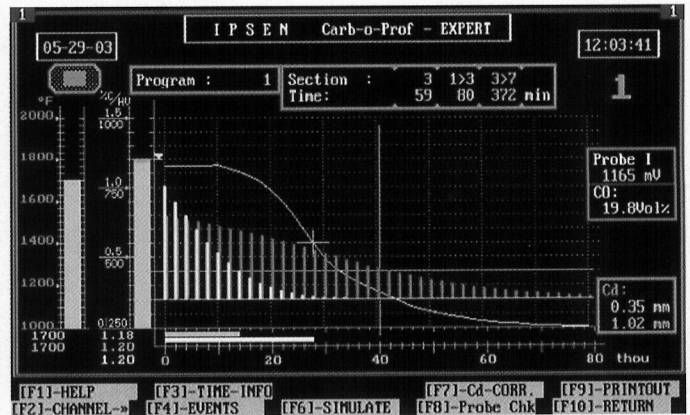 1 1
I P S E N Carb-o-Prof - EXPERT
05-29-03
12:03:41
Program : 1
Section : 3 1>3 3>7
Time: 59 80 372 min
1
°F
%C/HV
2000
1800
1600
1400
1200
1000
1700
1700
1.5
1000
1.0
750
0.5
500
0 250
1.18
1.20
1.20
0 20 40 60 80 thou
Probe I
1165 mV
CO:
19.8Vol%
Cd:
0.35 mm
1.02 mm
[F1]-HELP [F3]-TIME-INFO [F7]-Cd-CORR. [F9]-PRINTOUT
[F2]-CHANNEL-» [F4]-EVENTS [F6]-SIMULATE [F8]-Probe Chk [F10]-RETURN